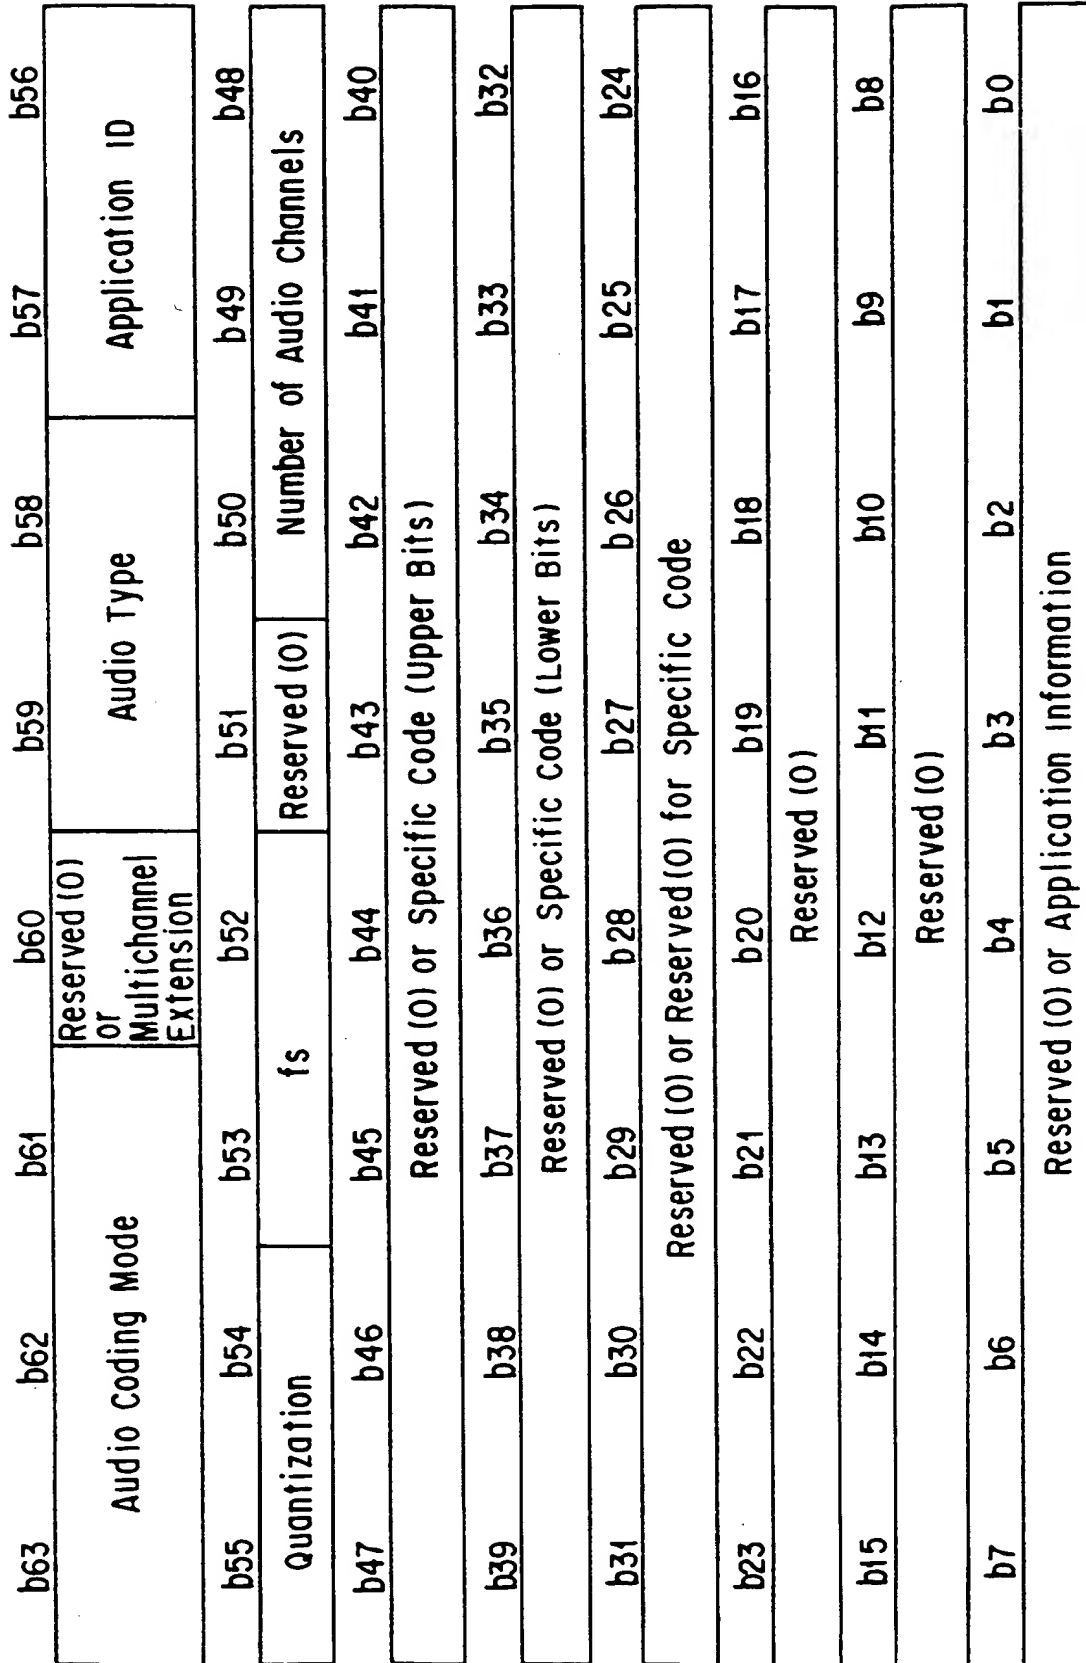 b63 b62 b61 b60 b59 b58 b57 b56
Audio Coding Mode
Reserved (0)
or
Multichannel
Extension
Audio Type
Application ID
b55 b54 b53 b52 b51 b50 b49 b48
Quantization fs Reserved (0) Number of Audio Channels
b47 b46 b45 b44 b43 b42 b41 b40
Reserved (0) or Specific Code (Upper Bits)
b39 b38 b37 b36 b35 b34 b33 b32
Reserved (0) or Specific Code (Lower Bits)
b31 b30 b29 b28 b27 b26 b25 b24
Reserved (0) or Reserved (0) for Specific Code
b23 b22 b21 b20 b19 b18 b17 b16
Reserved (0)
b15 b14 b13 b12 b11 b10 b9 b8
Reserved (0)
b7 b6 b5 b4 b3 b2 b1 b0
Reserved (0) or Application Information